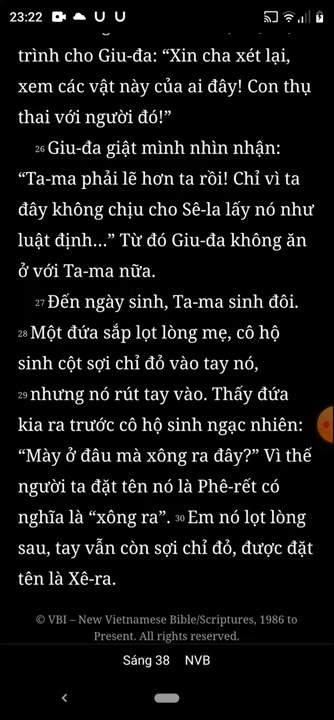 23:22
trình cho Giu-đa: “Xin cha xét lại,
xem các vật này của ai đây! Con thụ
thai với người đó!”
26 Giu-đa giật mình nhìn nhận:
“Ta-ma phải lẽ hơn ta rồi! Chỉ vì ta
đây không chịu cho Sê-la lấy nó như
luật định...” Từ đó Giu-đa không ăn
ở với Ta-ma nữa.
27 Đến ngày sinh, Ta-ma sinh đôi.
28 Một đứa sắp lọt lòng mẹ, cô hộ
sinh cột sợi chỉ đỏ vào tay nó,
29 nhưng nó rút tay vào. Thấy đứa
kia ra trước cô hộ sinh ngạc nhiên:
“Mày ở đâu mà xông ra đây?” Vì thế
người ta đặt tên nó là Phê-rết có
nghĩa là “xông ra”. 30 Em nó lọt lòng
sau, tay vẫn còn sợi chỉ đỏ, được đặt
tên là Xê-ra.
© VBI – New Vietnamese Bible/Scriptures, 1986 to
Present. All rights reserved.
Sáng 38 NVB